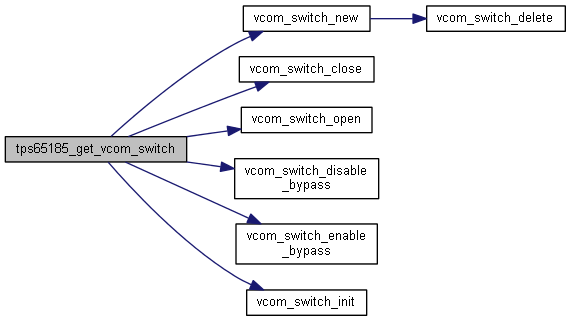 vcom_switch_new
vcom_switch_delete
vcom_switch_close
vcom_switch_open
tps65185_get_vcom_switch
vcom_switch_disable
_bypass
vcom_switch_enable
_bypass
vcom_switch_init